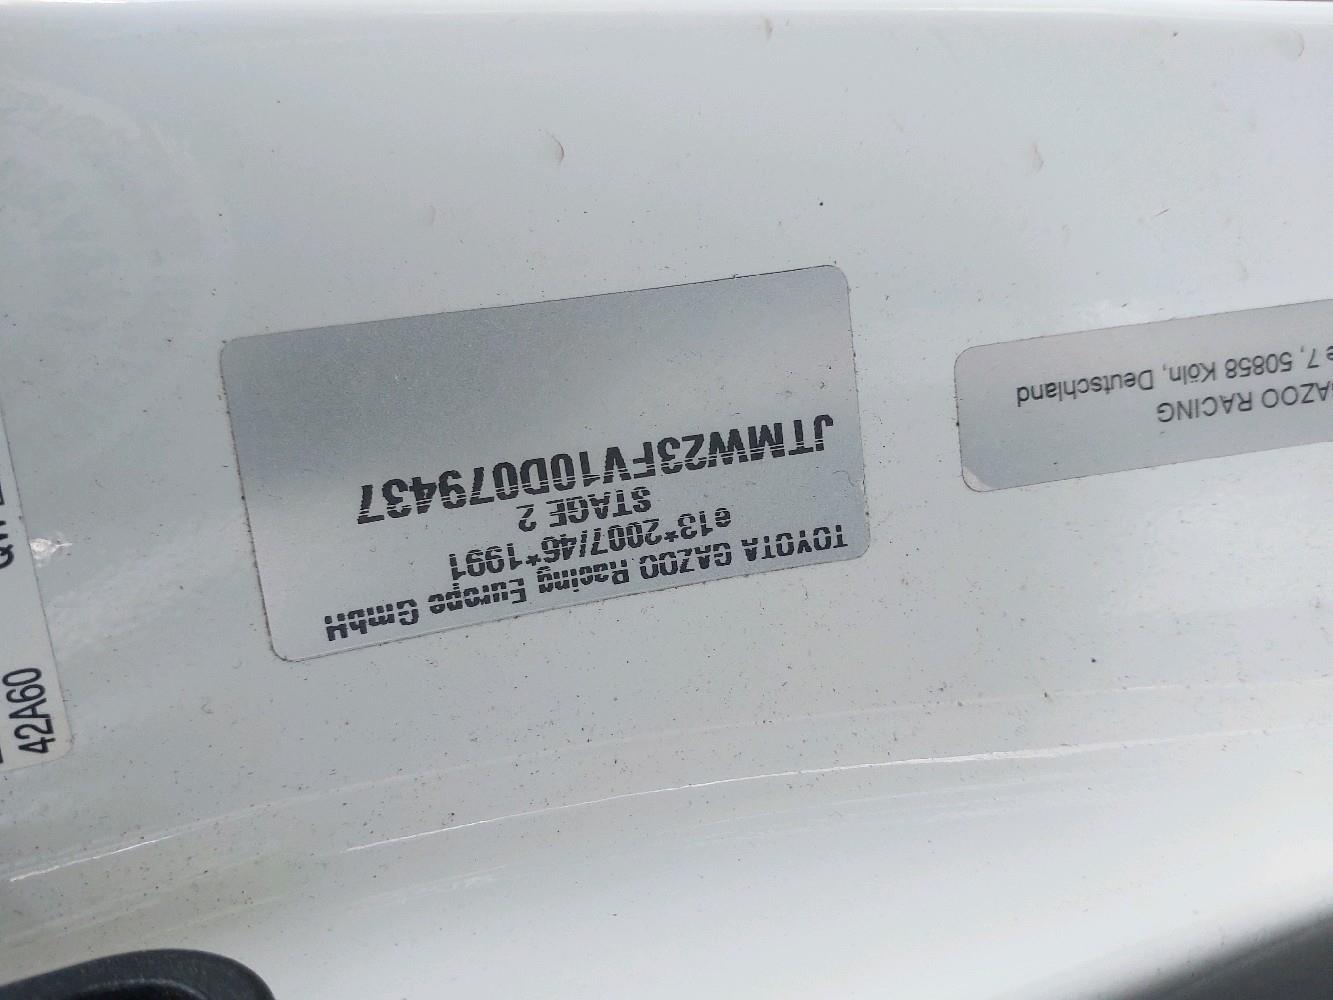 TOYOTA GAZOO Racing Europe GmbH
e13*2007/46*1991
STAGE 2
JTMW23FV10D079437
AZOO RACING
e 7, 50858 Köln, Deutschland
42A60